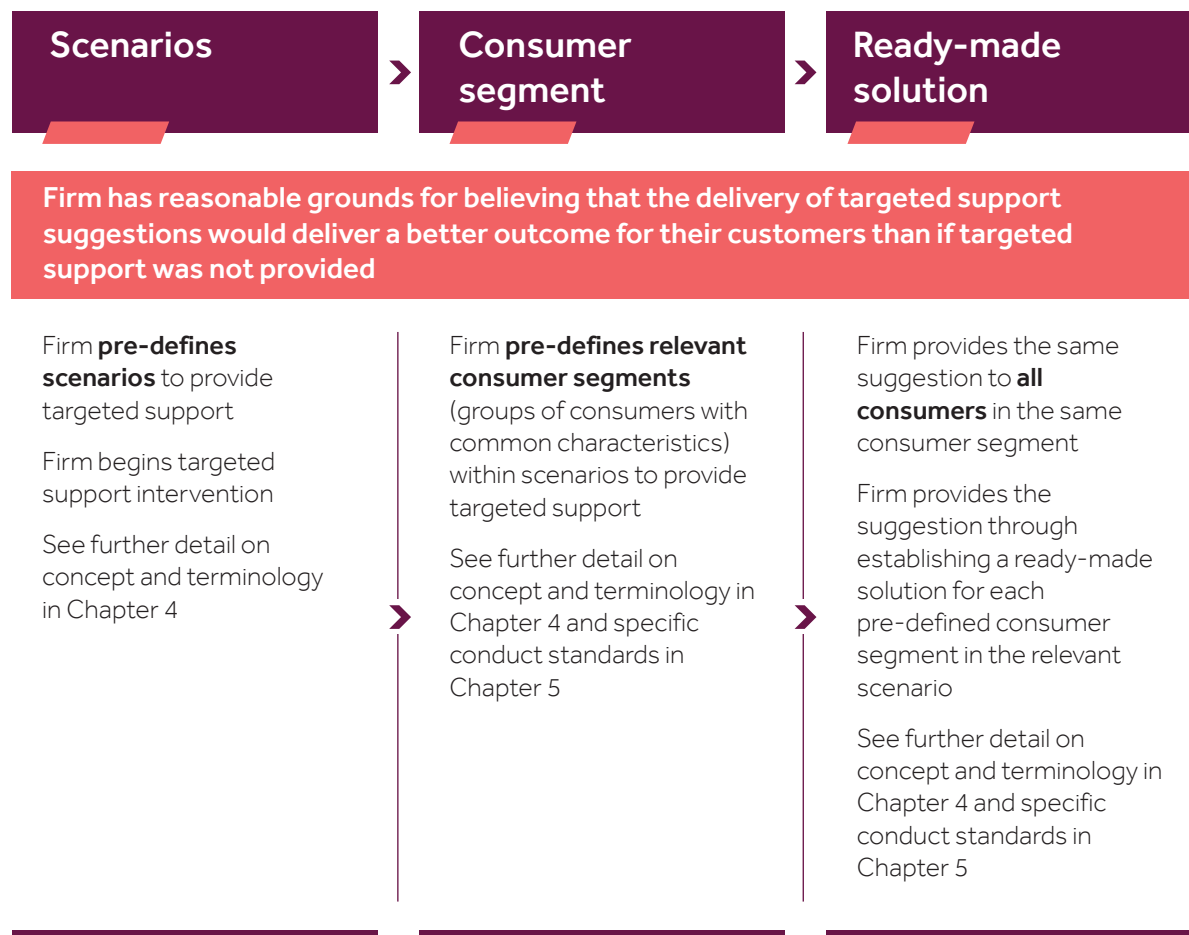 Scenarios
Consumer
segment
Ready-made
solution
Firm has reasonable grounds for believing that the delivery of targeted support
suggestions would deliver a better outcome for their customers than if targeted
support was not provided
Firm pre-defines
scenarios to provide
targeted support
Firm begins targeted
support intervention
See further detail on
concept and terminology
in Chapter 4
Firm pre-defines relevant
consumer segments
(groups of consumers with
common characteristics)
within scenarios to provide
targeted support
See further detail on
concept and terminology in
Chapter 4 and specific
conduct standards in
Chapter 5
Firm provides the same
suggestion to all
consumers in the same
consumer segment
Firm provides the
suggestion through
establishing a ready-made
solution for each
pre-defined consumer
segment in the relevant
scenario
See further detail on
concept and terminology in
Chapter 4 and specific
conduct standards in
Chapter 5